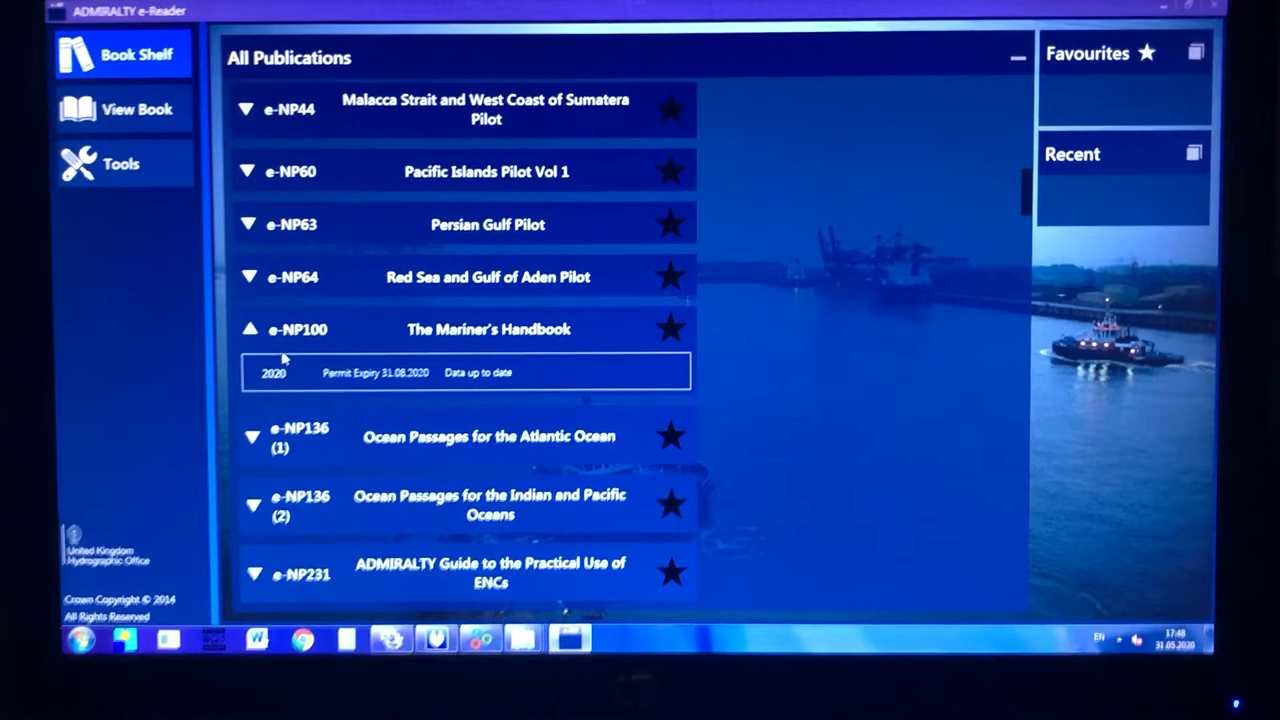 ADMIRALTY e-Reader
Book Shelf
View Book
Tools
United Kingdom
Hydrographic Office
Crown Copyright © 2014
All Rights Reserved
All Publications
e-NP44
Malacca Strait and West Coast of Sumatera
Pilot
e-NP60
Pacific Islands Pilot Vol 1
e-NP63
Persian Gulf Pilot
e-NP64
Red Sea and Gulf of Aden Pilot
e-NP100
The Mariner's Handbook
2020 Permit Expiry 31.08.2020 Data up to date
e-NP136
(1)
Ocean Passages for the Atlantic Ocean
e-NP136
(2)
Ocean Passages for the Indian and Pacific
Oceans
e-NP231
ADMIRALTY Guide to the Practical Use of
ENCs
Favourites
Recent
EN
17:48
31.05.2020